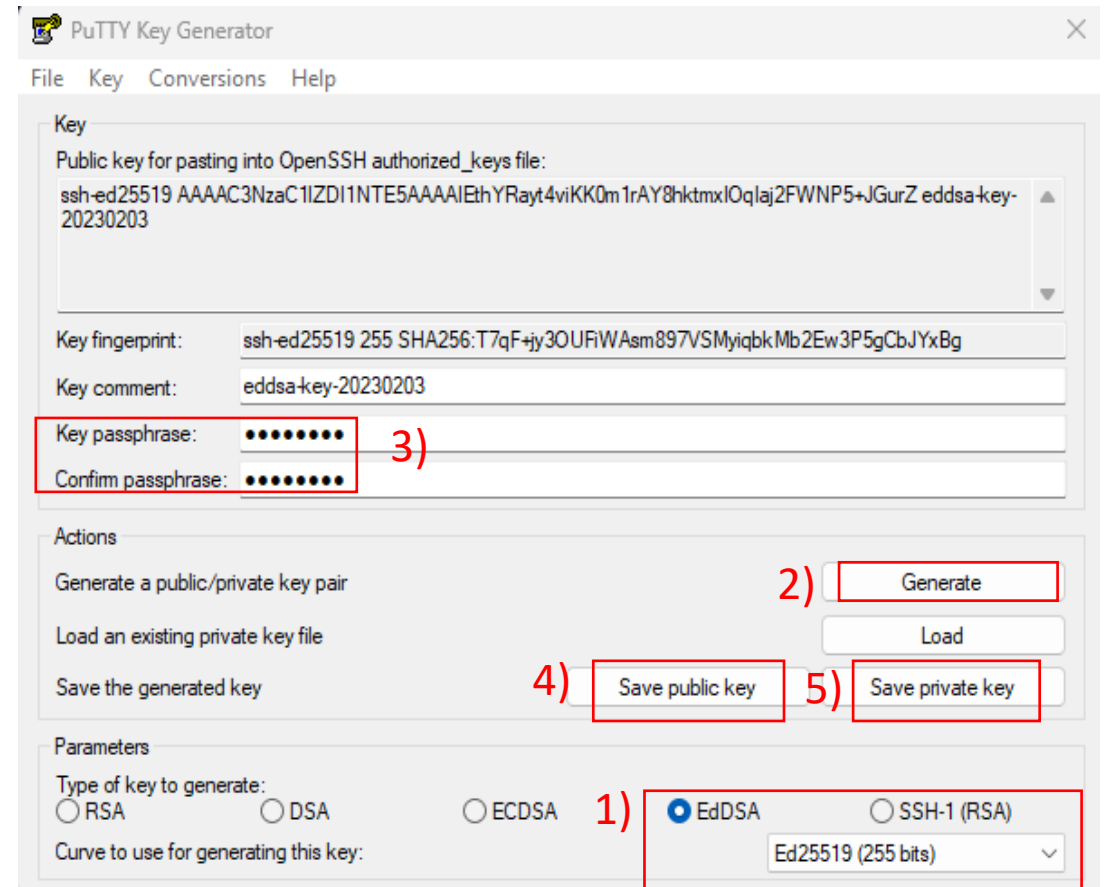 PuTTY Key Generator
File Key Conversions Help
Key
Public key for pasting into OpenSSH authorized_keys file:
ssh-ed25519 AAAAC3NzaC1lZDI1NTE5AAAAIEthYRayt4viKK0m1rAY8hktmxIOqIaj2FWNP5+JGurZ eddsa-key-
20230203
Key fingerprint: ssh-ed25519 255 SHA256:T7qF+jy3OUFiWAsm897VSMyiqbkMb2Ew3P5gCbJYxBg
Key comment: eddsa-key-20230203
Key passphrase: ●●●●●●●● 3)
Confirm passphrase: ●●●●●●●●
Actions
Generate a public/private key pair 2) Generate
Load an existing private key file Load
Save the generated key 4) Save public key 5) Save private key
Parameters
Type of key to generate:
RSA DSA ECDSA 1) EdDSA SSH-1 (RSA)
Curve to use for generating this key: Ed25519 (255 bits)